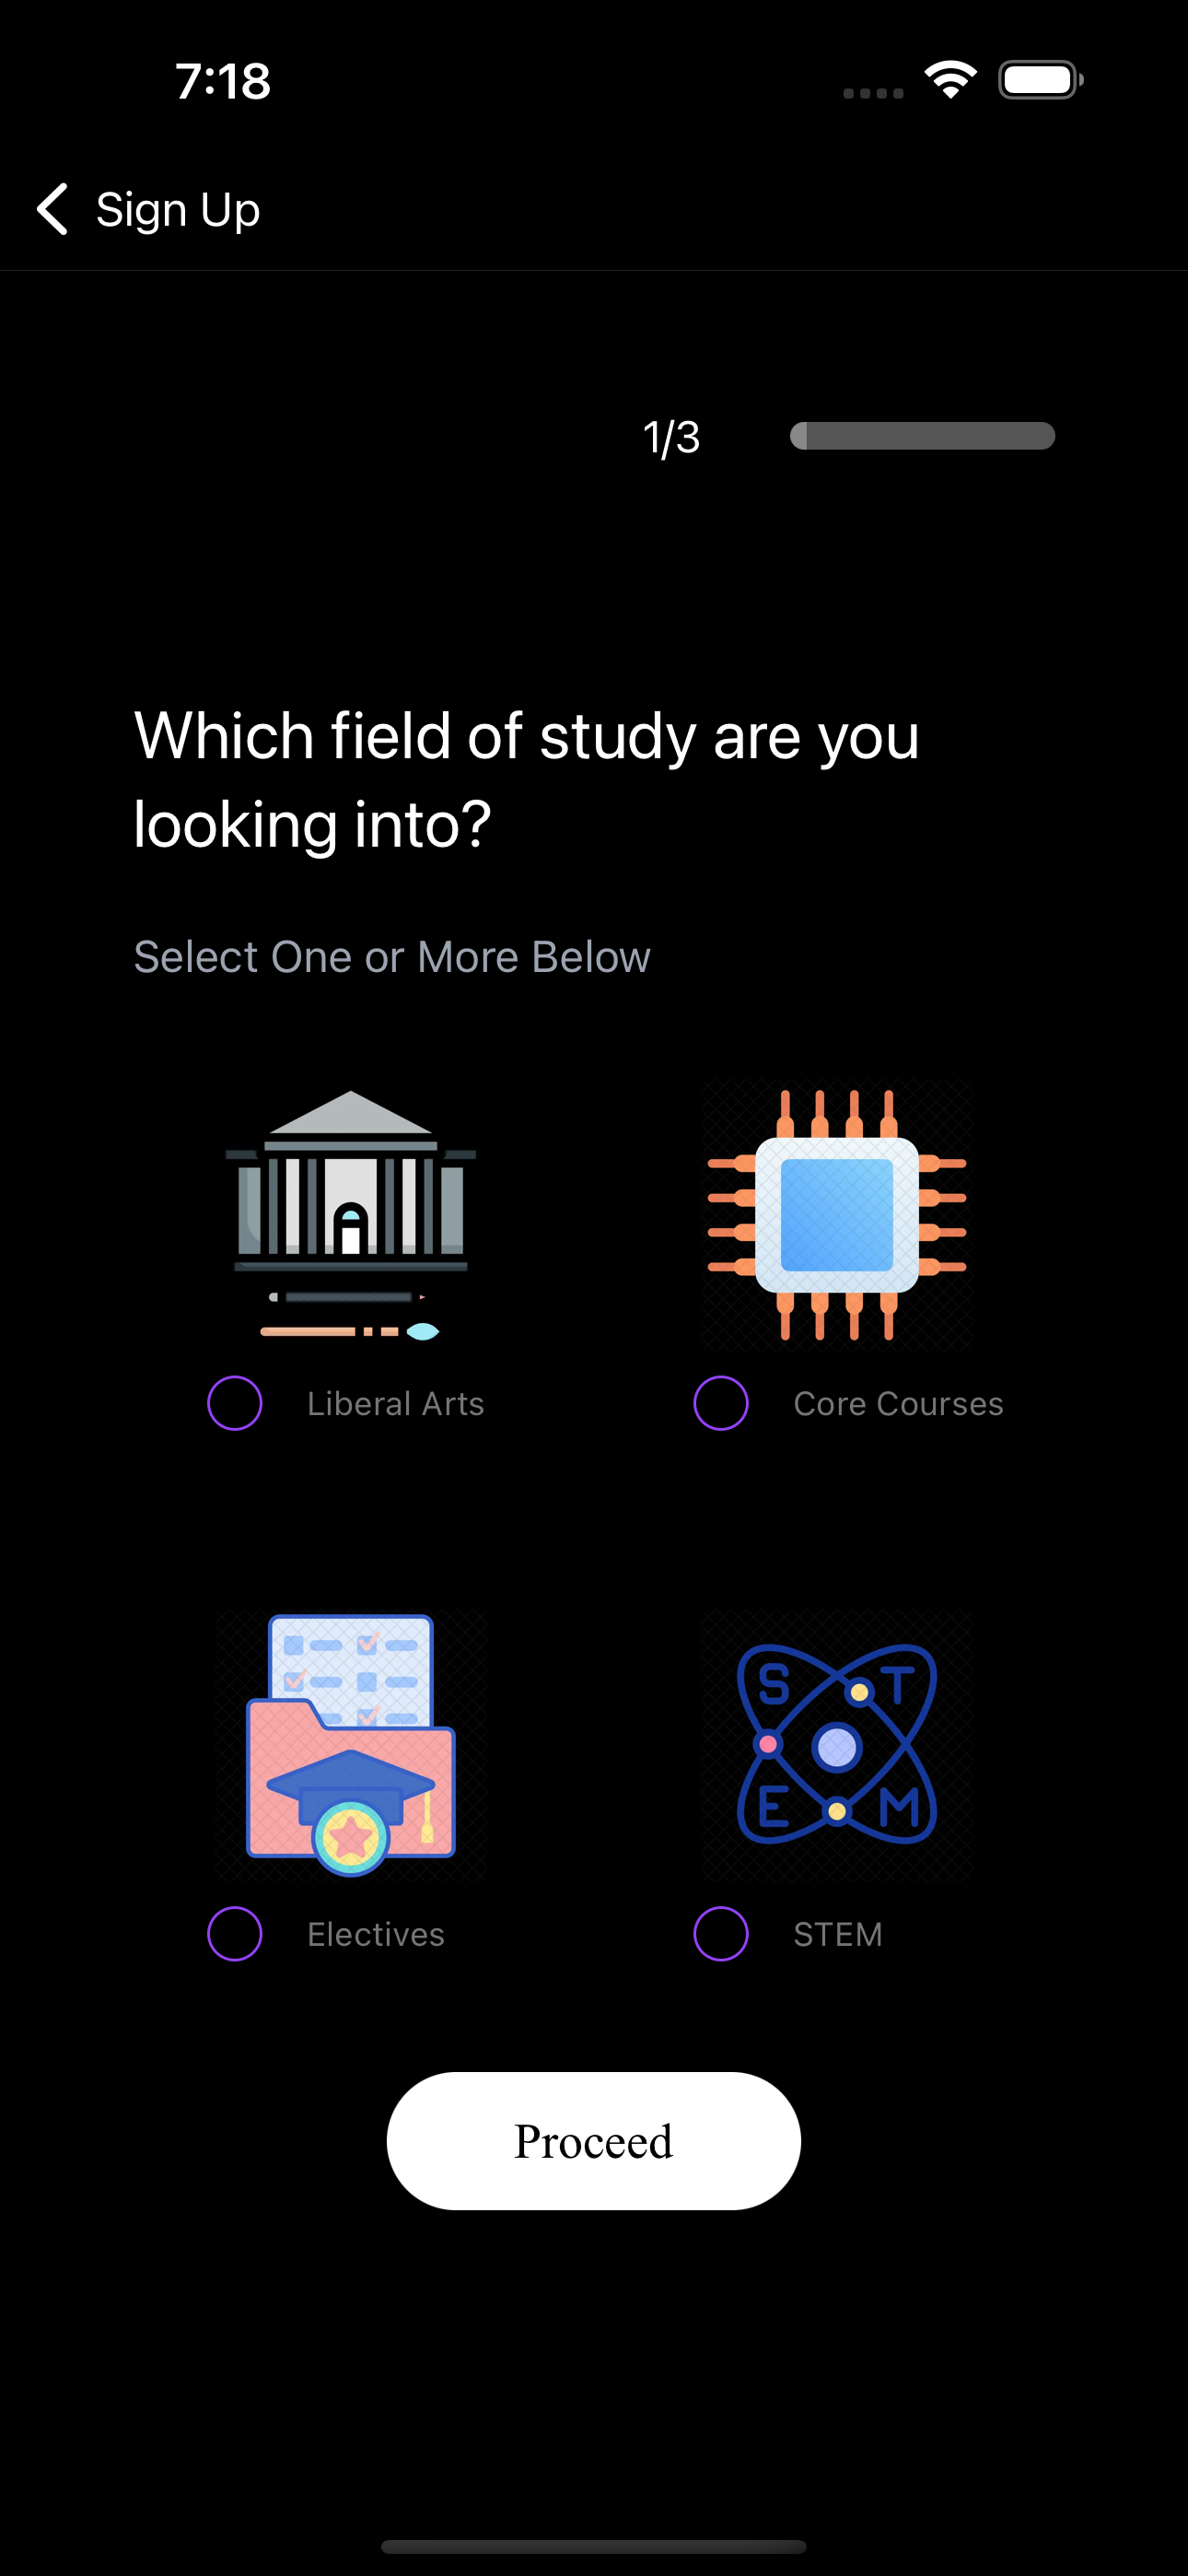 7:18
Sign Up
1/3
Which field of study are you
looking into?
Select One or More Below
Liberal Arts
Core Courses
S T
E M
Electives
STEM
Proceed